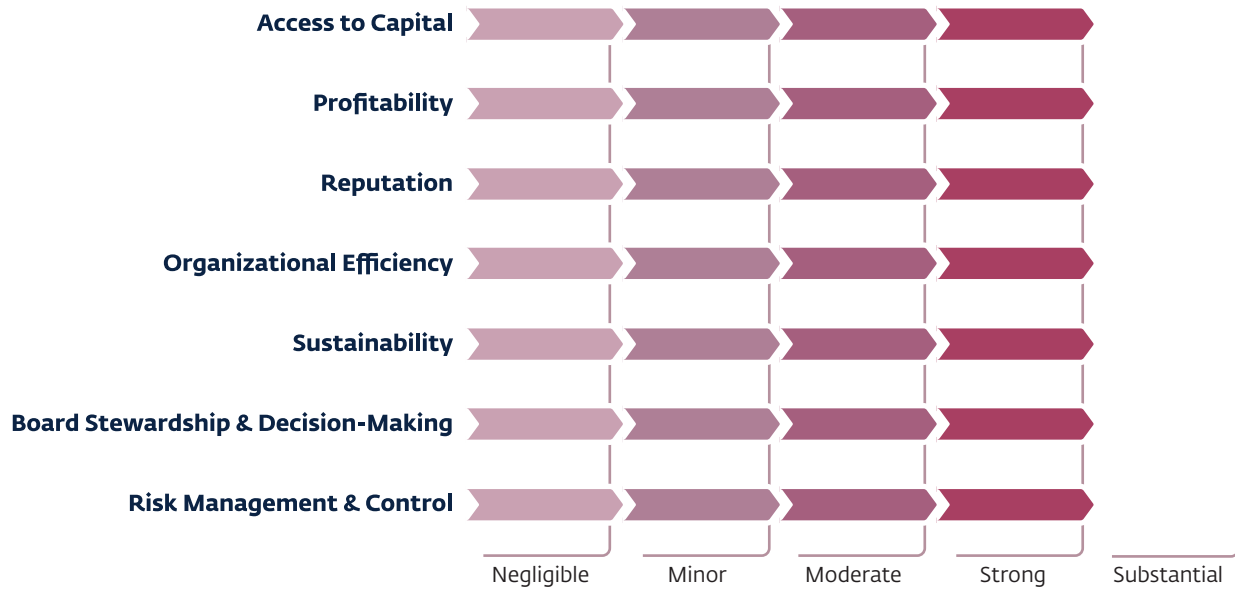 Access to Capital
Profitability
Reputation
Organizational Efficiency
Sustainability
Board Stewardship & Decision-Making
Risk Management & Control
Negligible Minor Moderate Strong Substantial